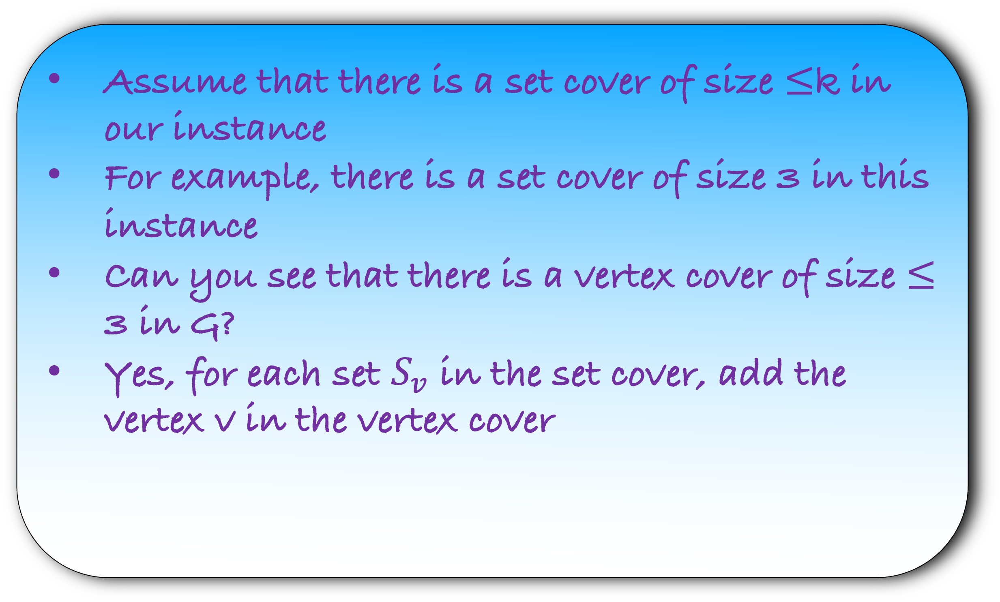 • Assume that there is a set cover of size ≤k in
our instance
• For example, there is a set cover of size 3 in this
instance
• Can you see that there is a vertex cover of size ≤
3 in G?
• Yes, for each set $S_v$ in the set cover, add the
vertex v in the vertex cover